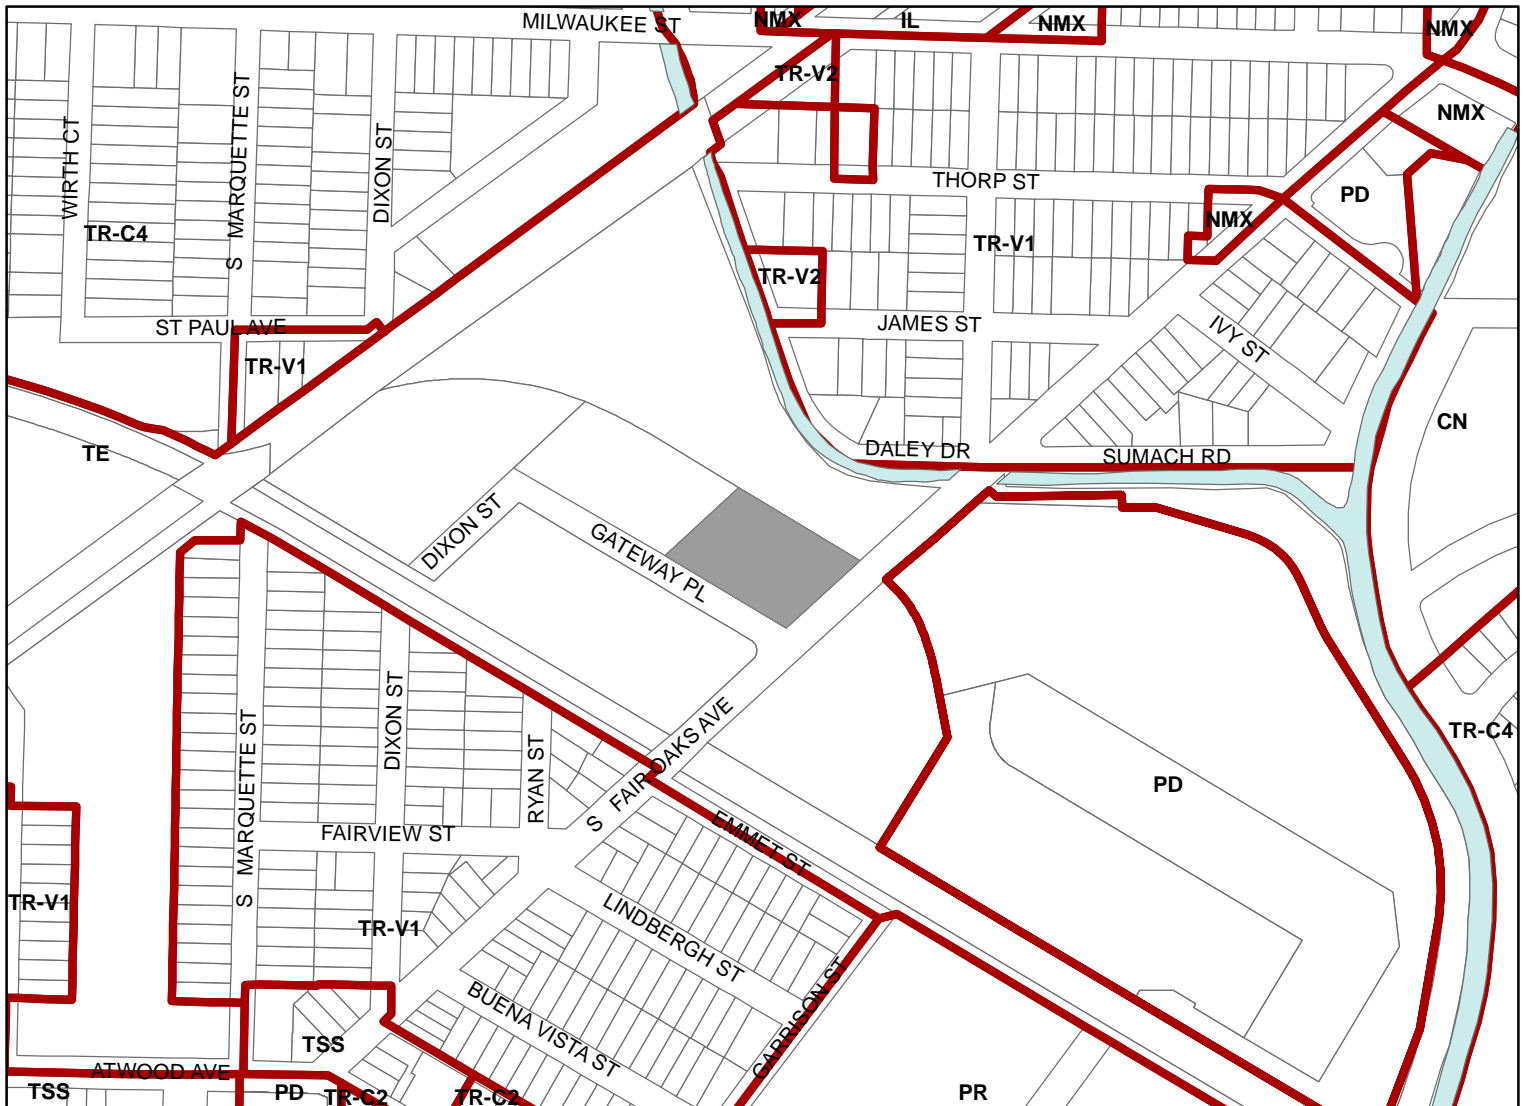 MILWAUKEE ST
NMX
IL
NMX
NMX
TR-V2
NMX
WIRTH CT
S MARQUETTE ST
DIXON ST
THORP ST
PD
TR-C4
NMX
TR-V1
TR-V2
ST PAUL AVE
JAMES ST
IVY ST
TR-V1
CN
TE
DALEY DR
SUMACH RD
DIXON ST
GATEWAY PL
S MARQUETTE ST
DIXON ST
RYAN ST
S FAIR OAKS AVE
TR-C4
PD
FAIRVIEW ST
EMMET ST
TR-V1
TR-V1
LINDBERGH ST
BUENA VISTA ST
GARRISON ST
TSS
ATWOOD AVE
TSS
PD
TR-C2
TR-C2
PR